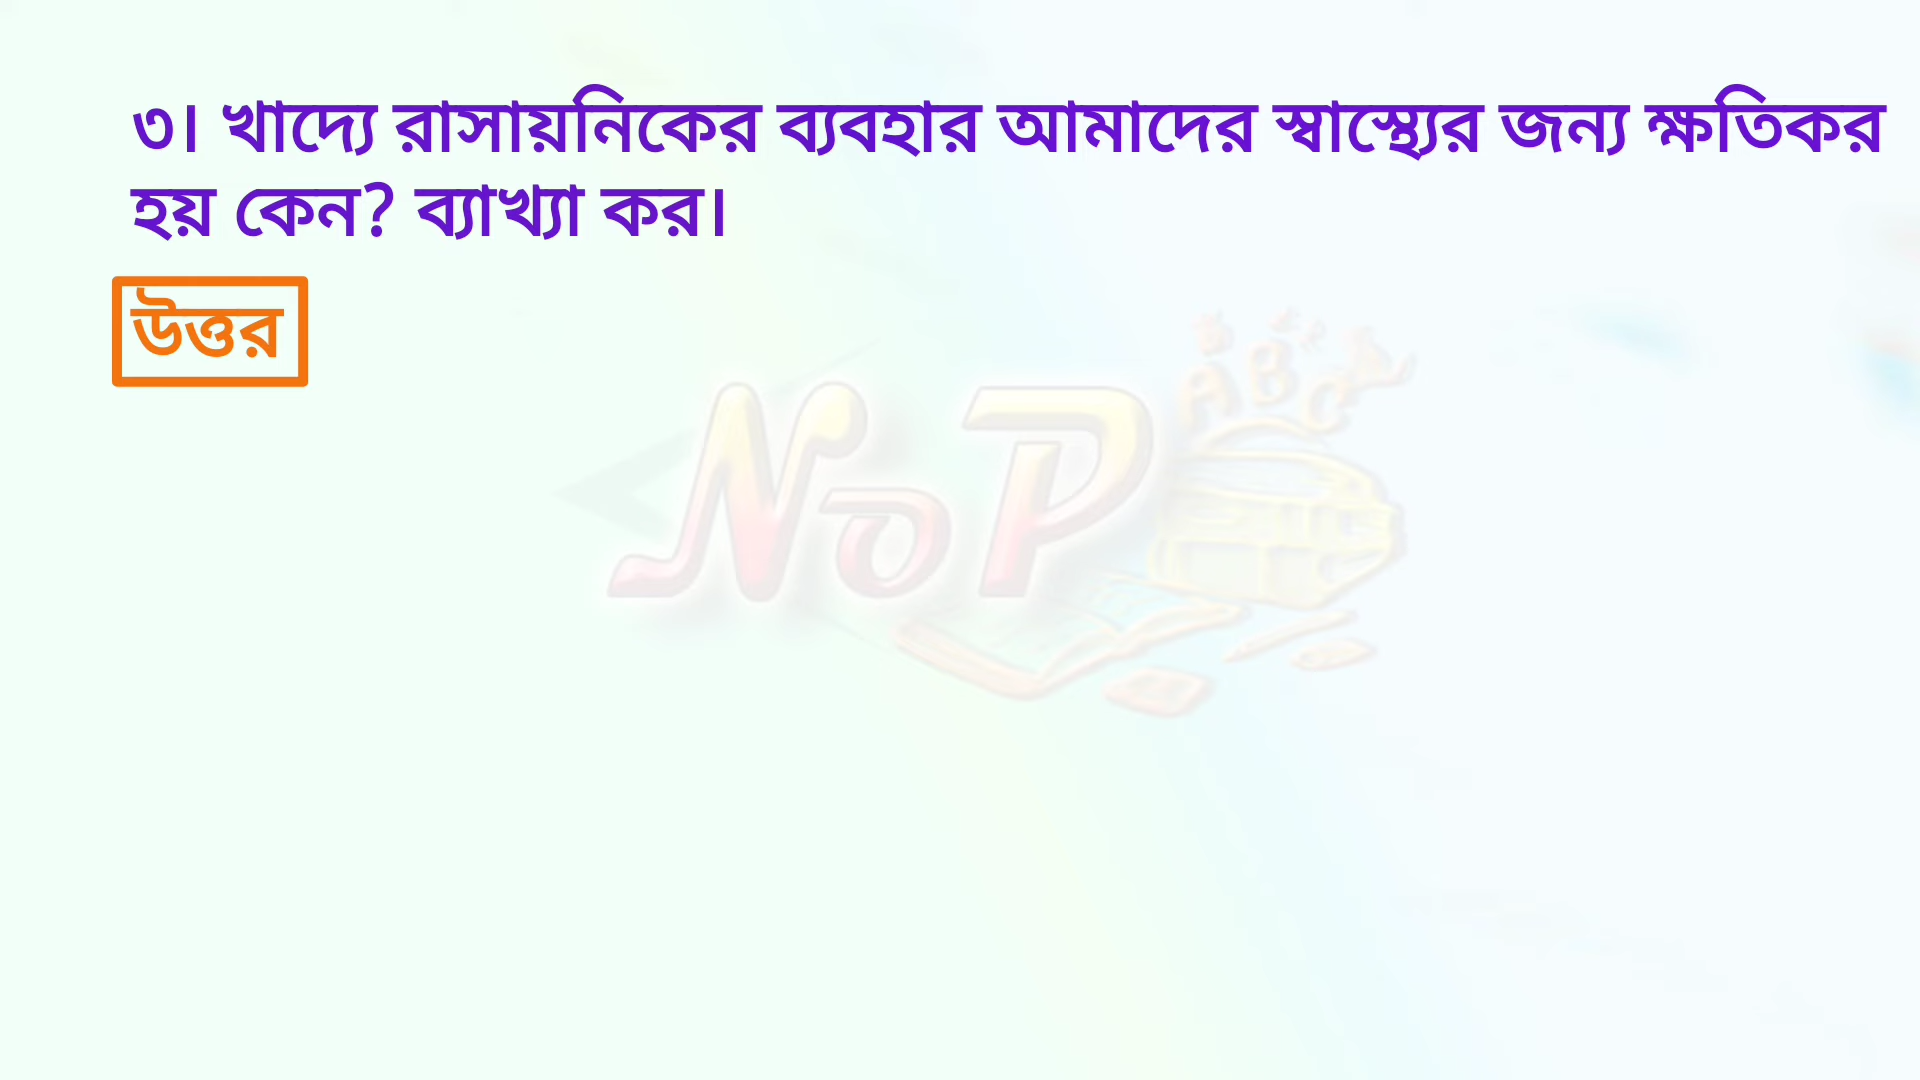 ৩। খাদ্যে রাসায়নিকের ব্যবহার আমাদের স্বাস্থ্যের জন্য ক্ষতিকর
হয় কেন? ব্যাখ্যা কর।
উত্তর
NoP
A B C